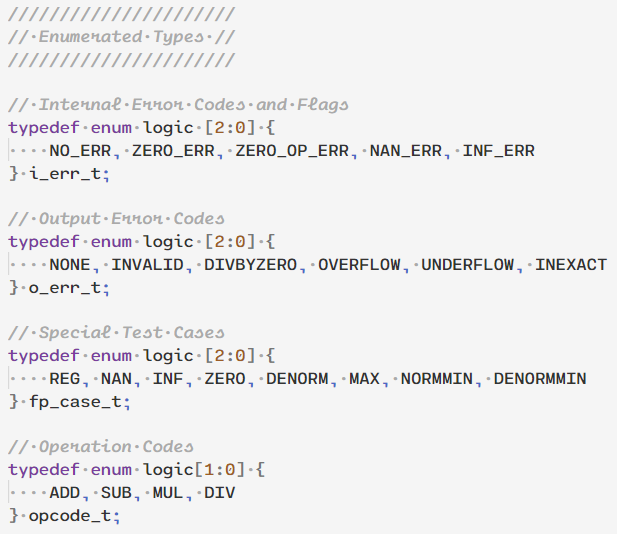 //////////////////////
// Enumerated Types //
//////////////////////
// Internal Error Codes and Flags
typedef enum logic [2:0] {
    NO_ERR, ZERO_ERR, ZERO_OP_ERR, NAN_ERR, INF_ERR
} i_err_t;
// Output Error Codes
typedef enum logic [2:0] {
    NONE, INVALID, DIVBYZERO, OVERFLOW, UNDERFLOW, INEXACT
} o_err_t;
// Special Test Cases
typedef enum logic [2:0] {
    REG, NAN, INF, ZERO, DENORM, MAX, NORMMIN, DENORMMIN
} fp_case_t;
// Operation Codes
typedef enum logic[1:0] {
    ADD, SUB, MUL, DIV
} opcode_t;